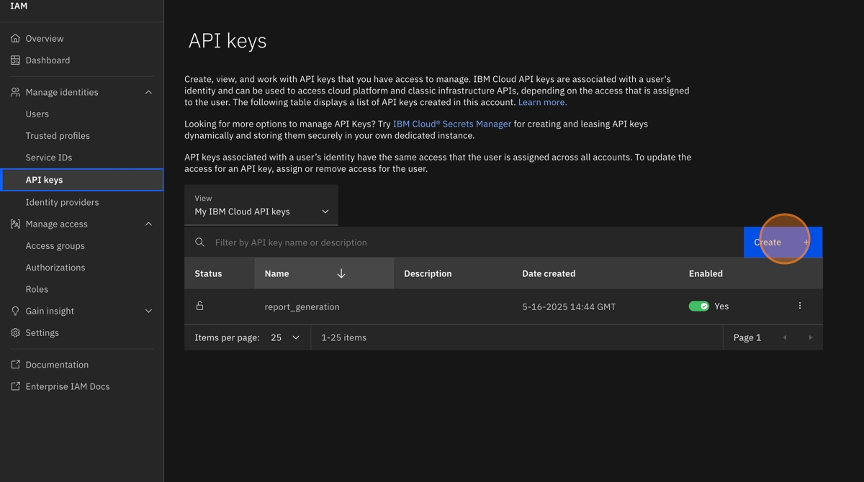 IAM
Overview
Dashboard
Manage identities
Users
Trusted profiles
Service IDs
API keys
Identity providers
Manage access
Access groups
Authorizations
Roles
Gain insight
Settings
Documentation
Enterprise IAM Docs
API keys
Create, view, and work with API keys that you have access to manage. IBM Cloud API keys are associated with a user's
identity and can be used to access cloud platform and classic infrastructure APIs, depending on the access that is assigned
to the user. The following table displays a list of API keys created in this account. Learn more.
Looking for more options to manage API Keys? Try IBM Cloud® Secrets Manager for creating and leasing API keys
dynamically and storing them securely in your own dedicated instance.
API keys associated with a user's identity have the same access that the user is assigned across all accounts. To update the
access for an API key, assign or remove access for the user.
View
My IBM Cloud API keys
Filter by API key name or description
Create +
Status Name Description Date created Enabled
report_generation 5-16-2025 14:44 GMT Yes
Items per page: 25 1-25 items Page 1